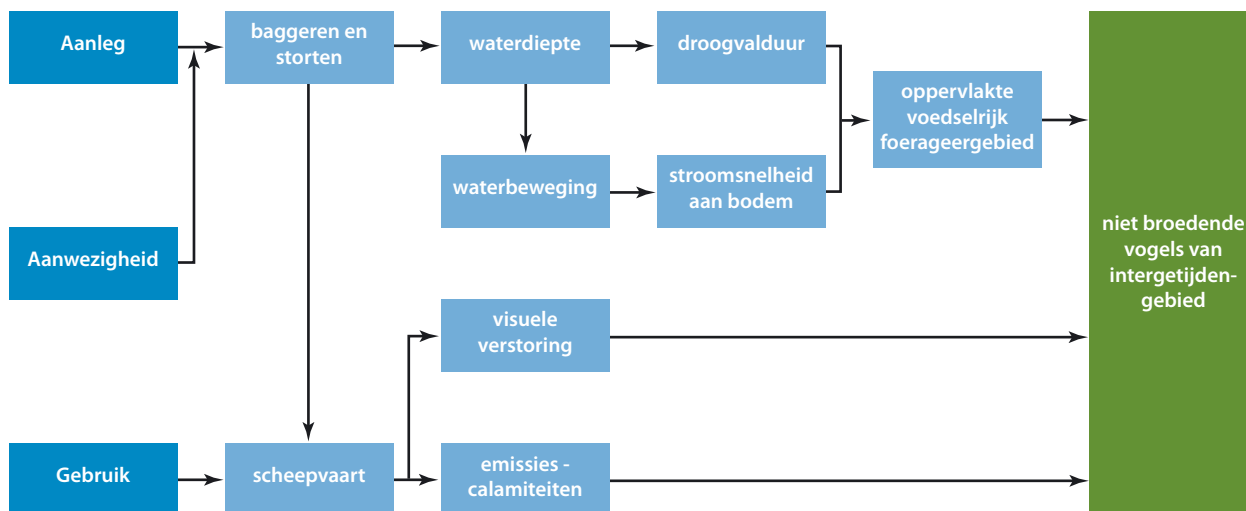 Aanleg
baggeren en
storten
waterdiepte
droogvalduur
oppervlakte
voedselrijk
foerageergebied
waterbeweging
stroomsnelheid
aan bodem
Aanwezigheid
niet broedende
vogels van
intergetijden-
gebied
visuele
verstoring
Gebruik
scheepvaart
emissies -
calamiteiten